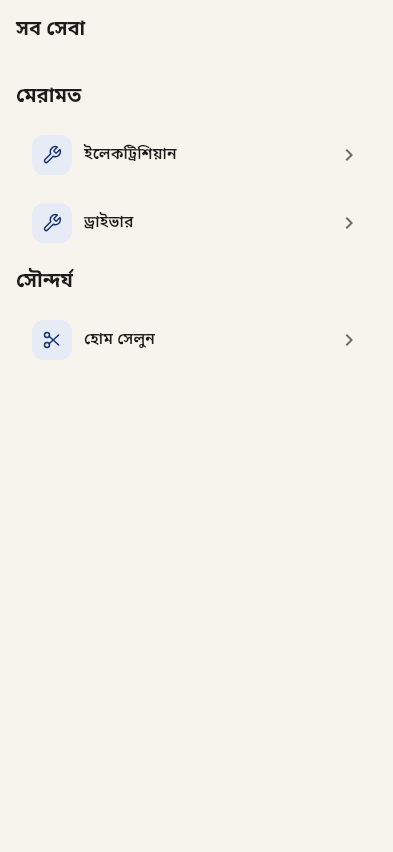 সব সেবা
মেরামত
ইলেকট্রিশিয়ান
ড্রাইভার
সৌন্দর্য
হোম সেলুন